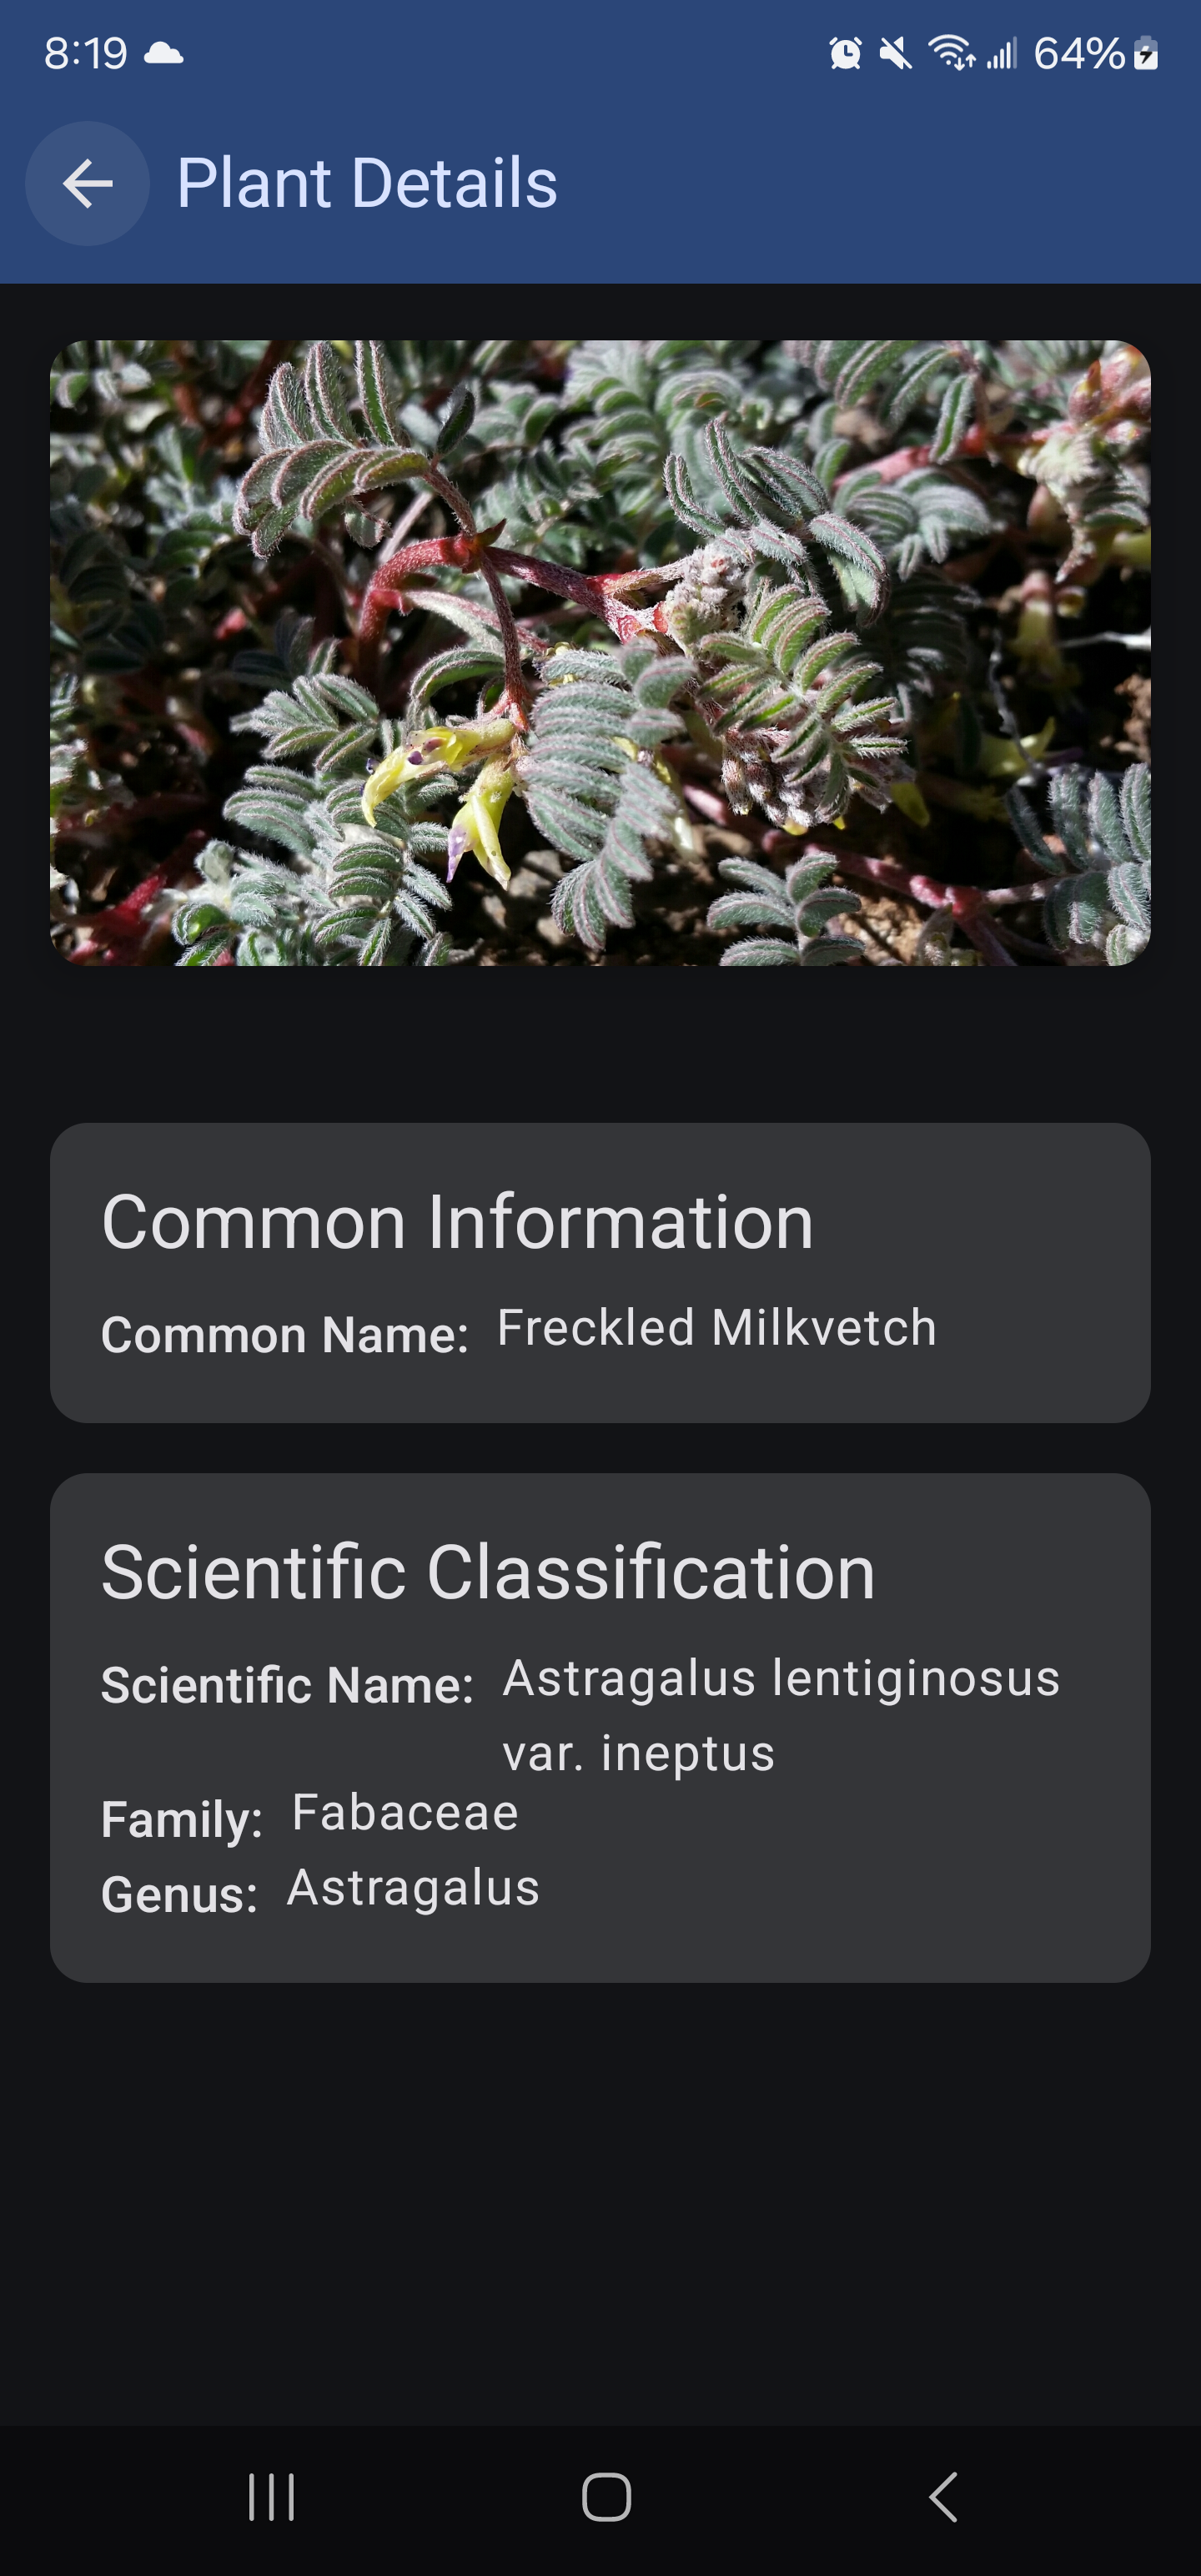 8:19
64%
Plant Details
Common Information
Common Name: Freckled Milkvetch
Scientific Classification
Scientific Name: Astragalus lentiginosus
var. ineptus
Family: Fabaceae
Genus: Astragalus